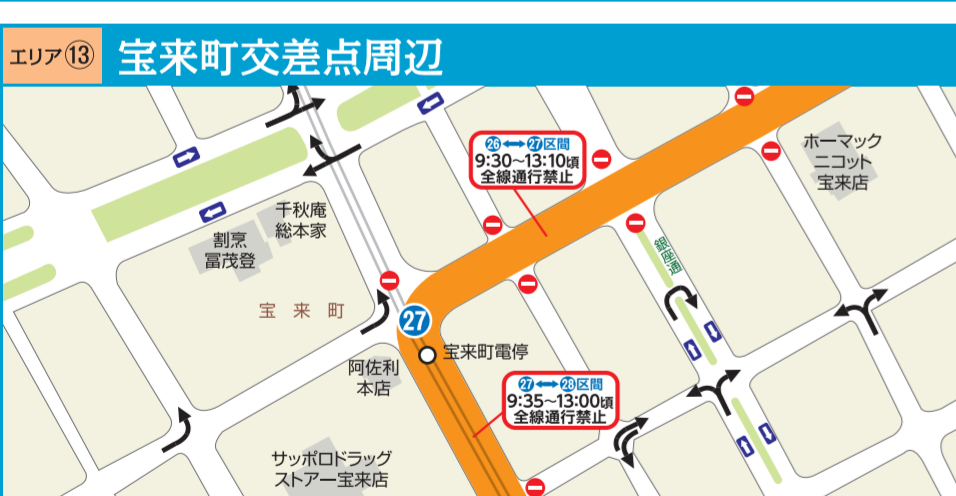 エリア⑬ 宝来町交差点周辺
㉖⟷㉗区間
9:30～13:10頃
全線通行禁止
ホーマック
ニコット
宝来店
千秋庵
総本家
割烹
冨茂登
銀座通
宝来町
27
宝来町電停
阿佐利
本店
㉗⟷㉘区間
9:35～13:00頃
全線通行禁止
サッポロドラッグ
ストアー宝来店